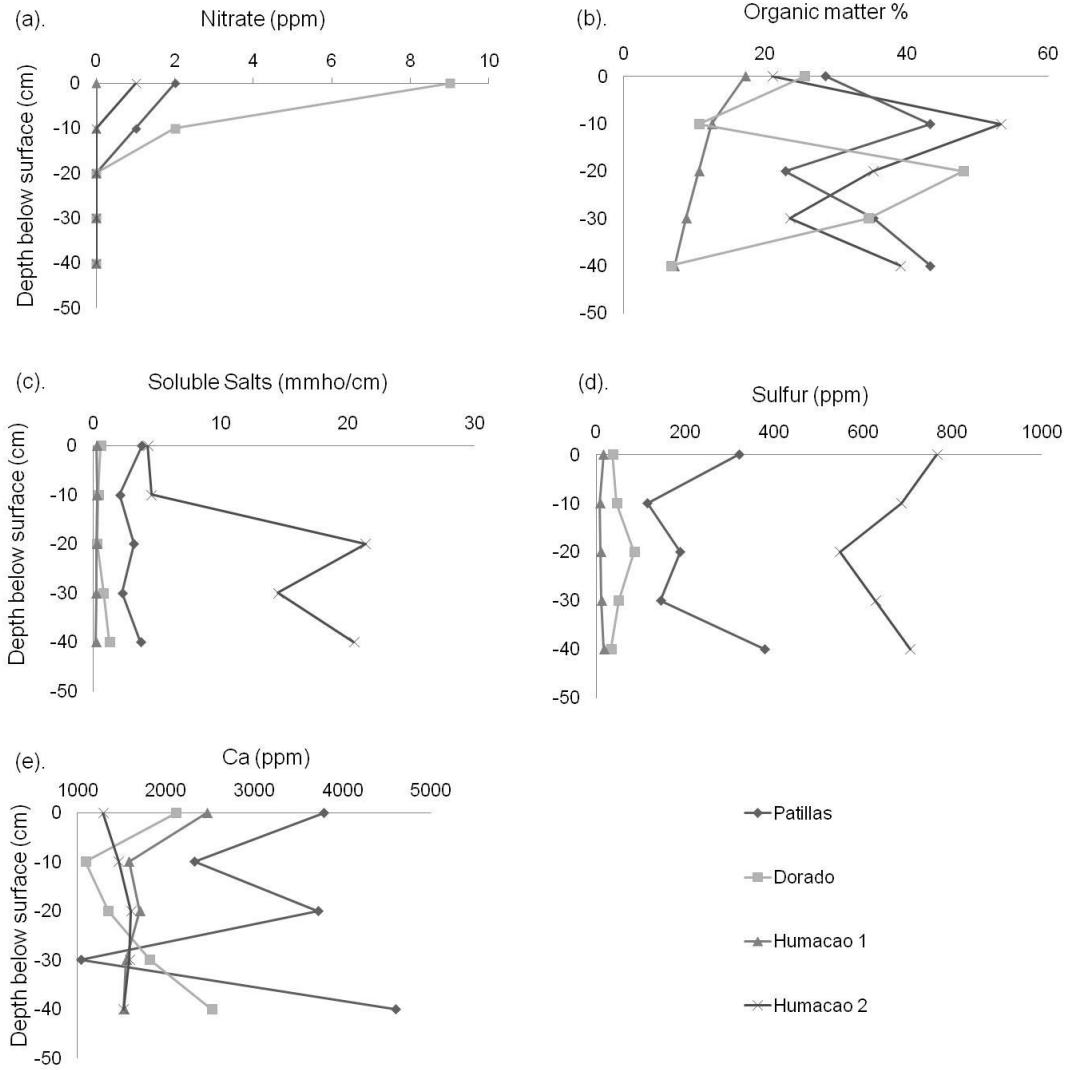 (a). Nitrate (ppm)
0 2 4 6 8 10
0
-10
-20
-30
-40
-50
Depth below surface (cm)
(b). Organic matter %
0 20 40 60
0
-10
-20
-30
-40
-50
(c). Soluble Salts (mmho/cm)
0 10 20 30
0
-10
-20
-30
-40
-50
Depth below surface (cm)
(d). Sulfur (ppm)
0 200 400 600 800 1000
0
-10
-20
-30
-40
-50
(e). Ca (ppm)
1000 2000 3000 4000 5000
0
-10
-20
-30
-40
-50
Depth below surface (cm)
Patillas
Dorado
Humacao 1
Humacao 2